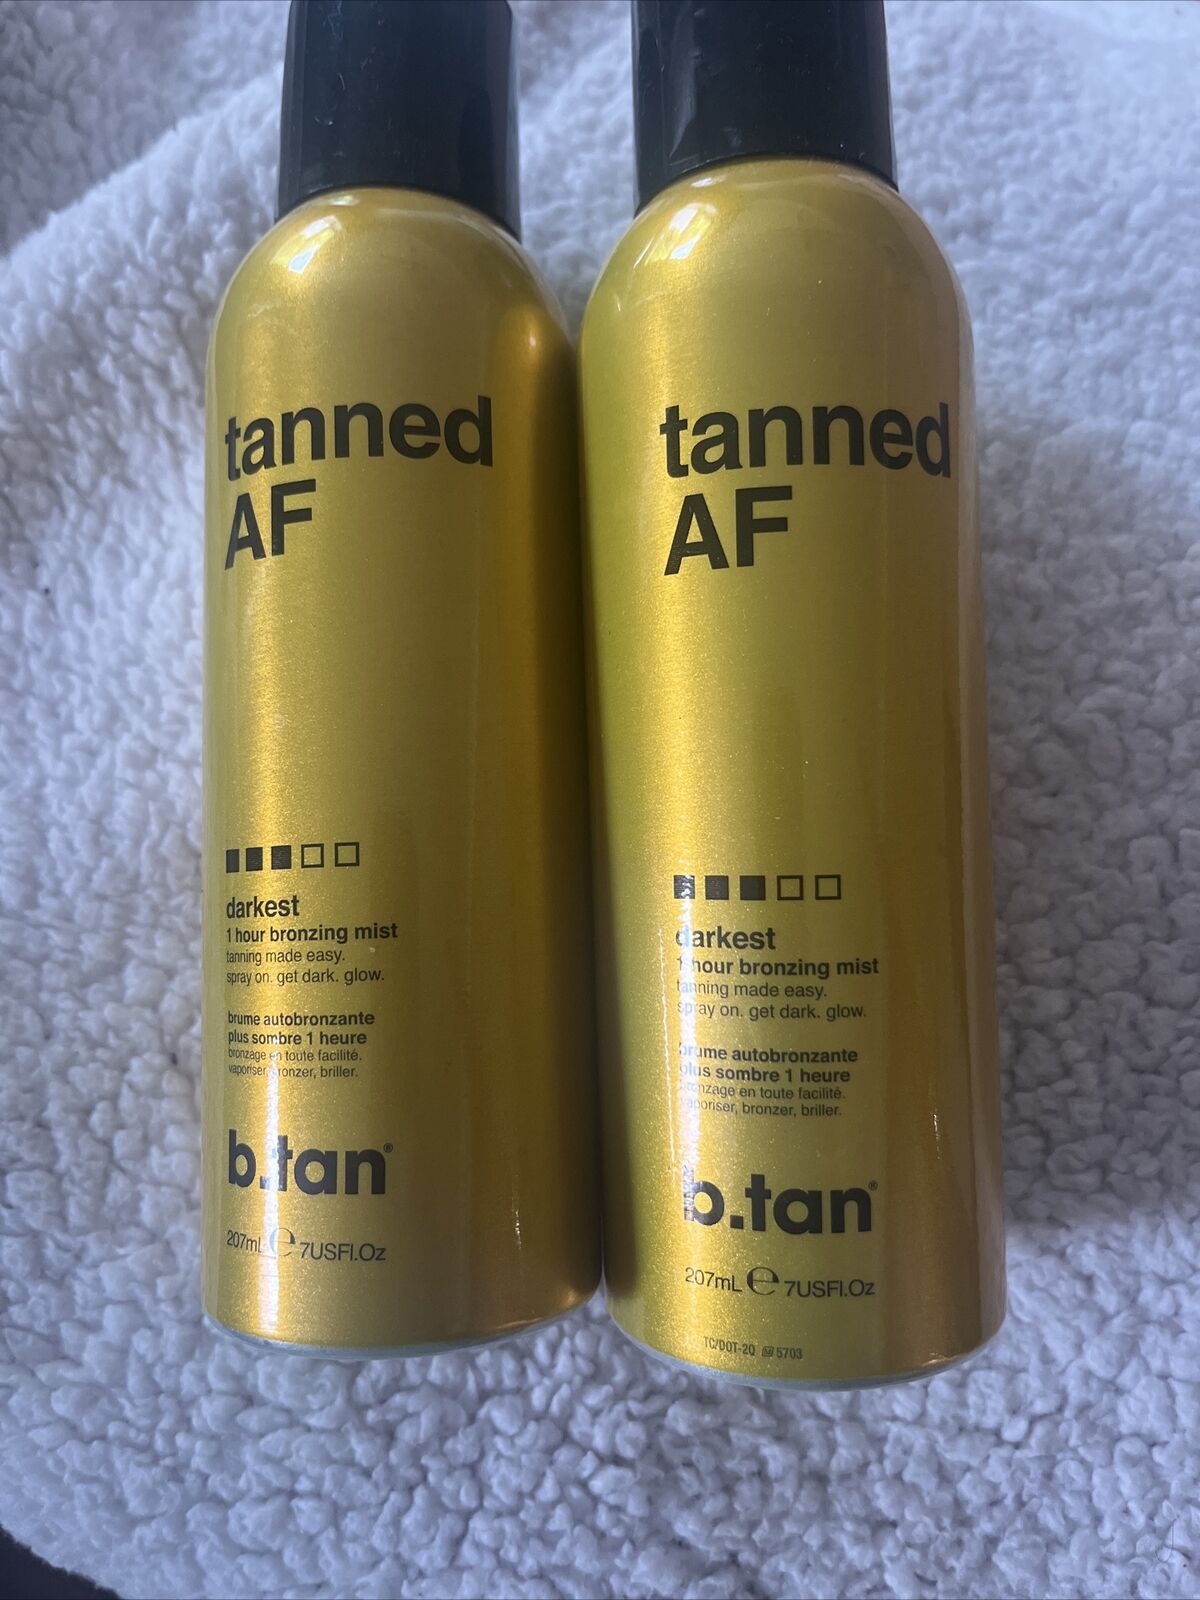 tanned
AF
darkest
1 hour bronzing mist
tanning made easy.
spray on. get dark. glow.
brume autobronzante
plus sombre 1 heure
bronzage en toute facilité.
vaporiser, bronzer, briller.
b.tan®
207mL ℮ 7USFl.Oz
tanned
AF
darkest
1 hour bronzing mist
tanning made easy.
spray on. get dark. glow.
brume autobronzante
plus sombre 1 heure
bronzage en toute facilité.
vaporiser, bronzer, briller.
b.tan®
207mL ℮ 7USFl.Oz
TC/DOT-2Q M 5703